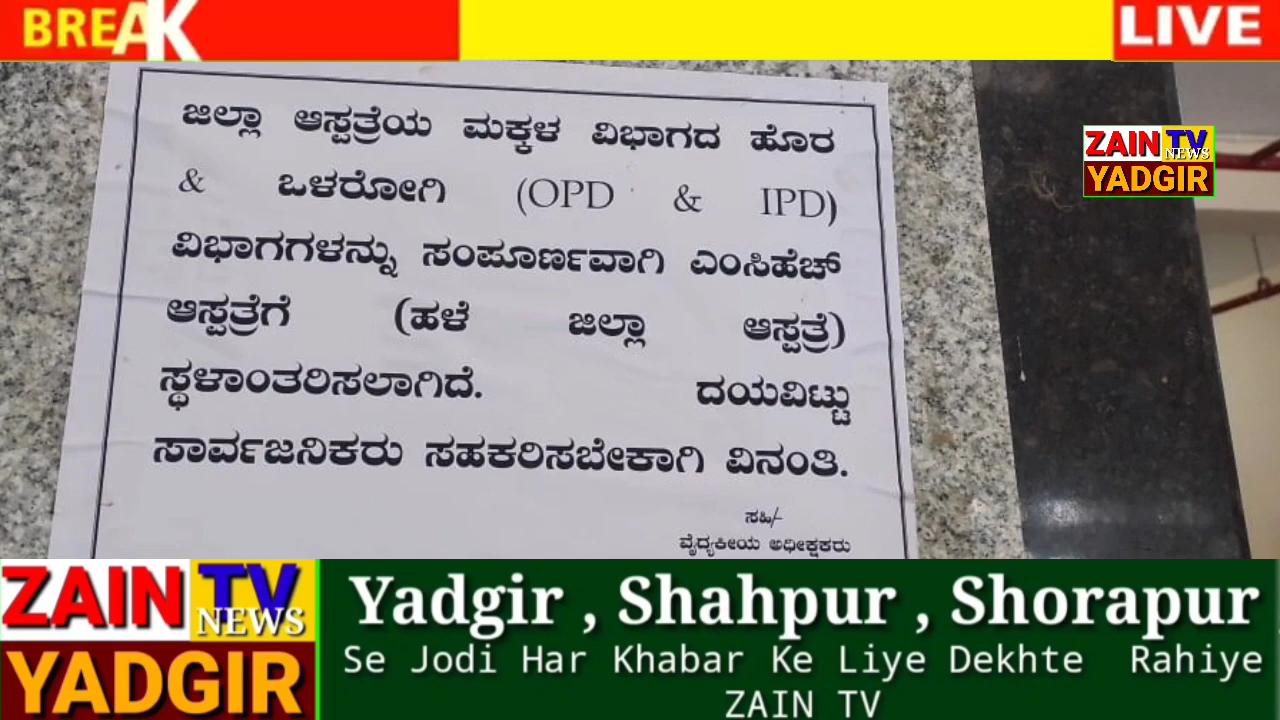 BREAK
LIVE
ಜಿಲ್ಲಾ ಆಸ್ಪತ್ರೆಯ ಮಕ್ಕಳ ವಿಭಾಗದ ಹೊರ
& ಒಳರೋಗಿ (OPD & IPD)
ವಿಭಾಗಗಳನ್ನು ಸಂಪೂರ್ಣವಾಗಿ ಎಂಸಿಹೆಚ್
ಆಸ್ಪತ್ರೆಗೆ (ಹಳೆ ಜಿಲ್ಲಾ ಆಸ್ಪತ್ರೆ)
ಸ್ಥಳಾಂತರಿಸಲಾಗಿದೆ. ದಯವಿಟ್ಟು
ಸಾರ್ವಜನಿಕರು ಸಹಕರಿಸಬೇಕಾಗಿ ವಿನಂತಿ.
ಸಹಿ/-
ವೈದ್ಯಕೀಯ ಅಧೀಕ್ಷಕರು
ZAIN TV
NEWS
YADGIR
ZAIN TV
NEWS
YADGIR
Yadgir , Shahpur , Shorapur
Se Jodi Har Khabar Ke Liye Dekhte Rahiye
ZAIN TV